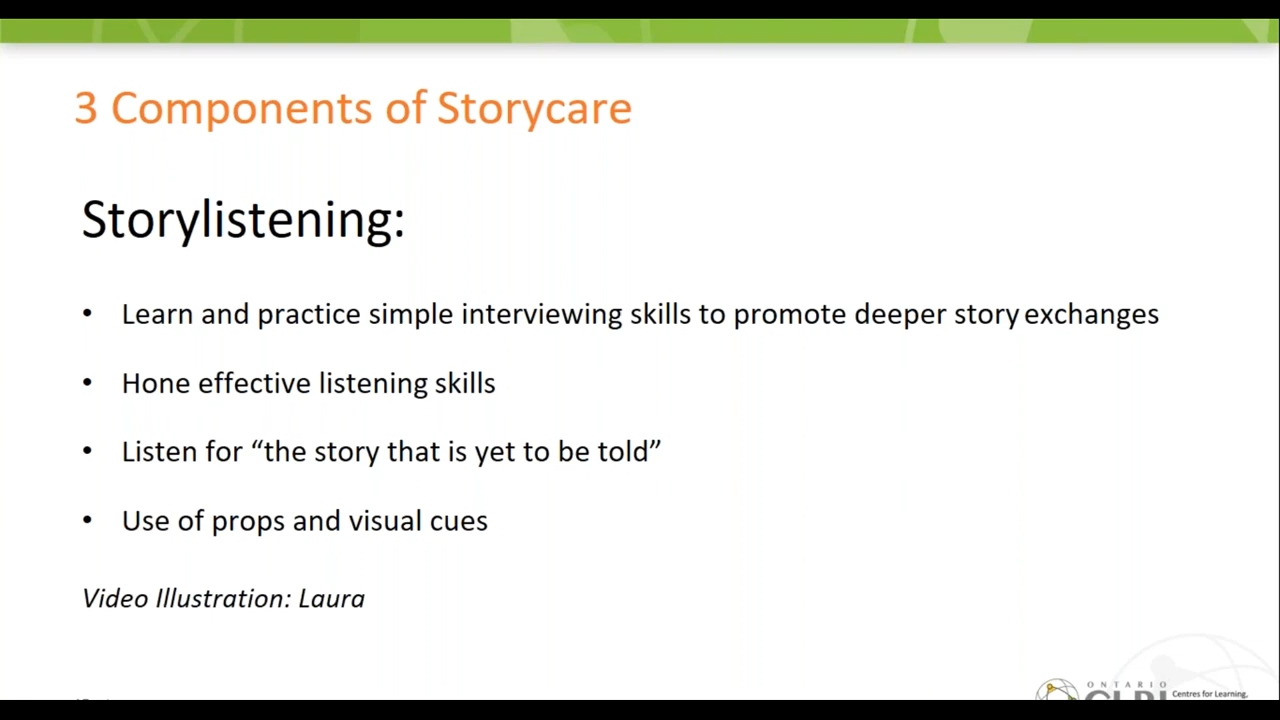 3 Components of Storycare
Storylistening:
• Learn and practice simple interviewing skills to promote deeper story exchanges
• Hone effective listening skills
• Listen for “the story that is yet to be told”
• Use of props and visual cues
Video Illustration: Laura
ONTARIO
Centres for Learning,